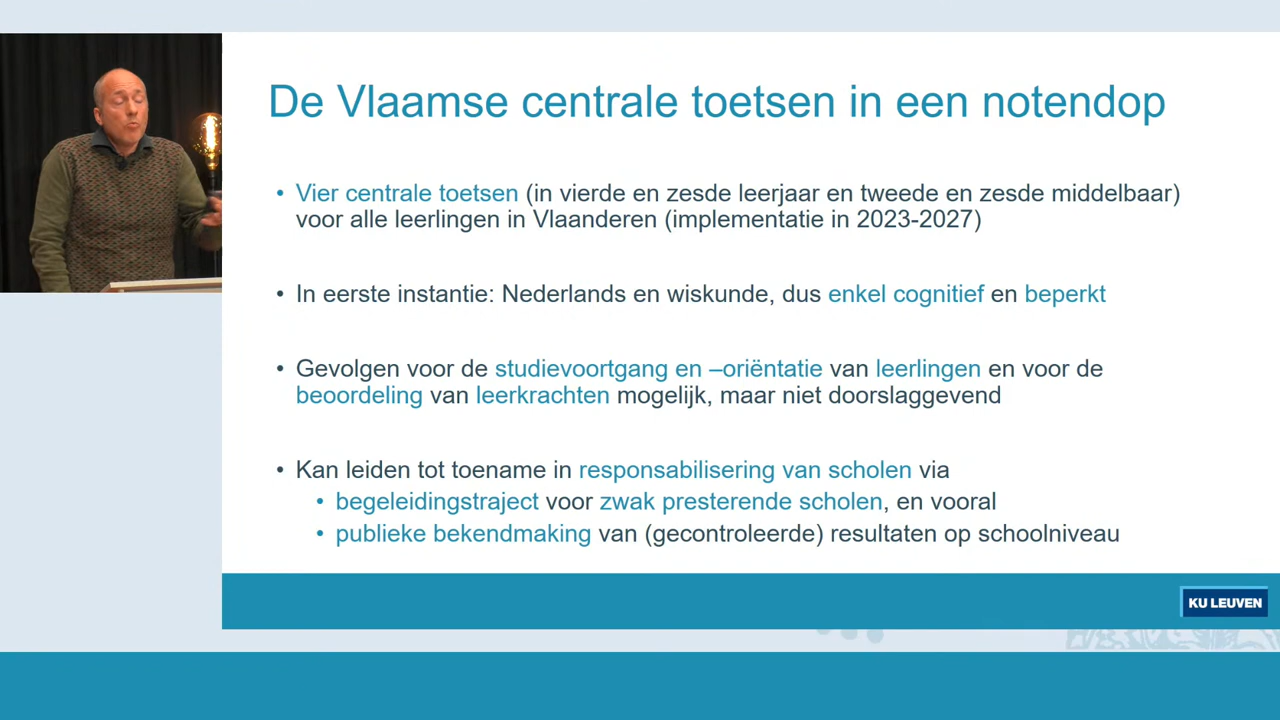 De Vlaamse centrale toetsen in een notendop
• Vier centrale toetsen (in vierde en zesde leerjaar en tweede en zesde middelbaar)
voor alle leerlingen in Vlaanderen (implementatie in 2023-2027)
• In eerste instantie: Nederlands en wiskunde, dus enkel cognitief en beperkt
• Gevolgen voor de studievoortgang en –oriëntatie van leerlingen en voor de
beoordeling van leerkrachten mogelijk, maar niet doorslaggevend
• Kan leiden tot toename in responsabilisering van scholen via
• begeleidingstraject voor zwak presterende scholen, en vooral
• publieke bekendmaking van (gecontroleerde) resultaten op schoolniveau
KU LEUVEN